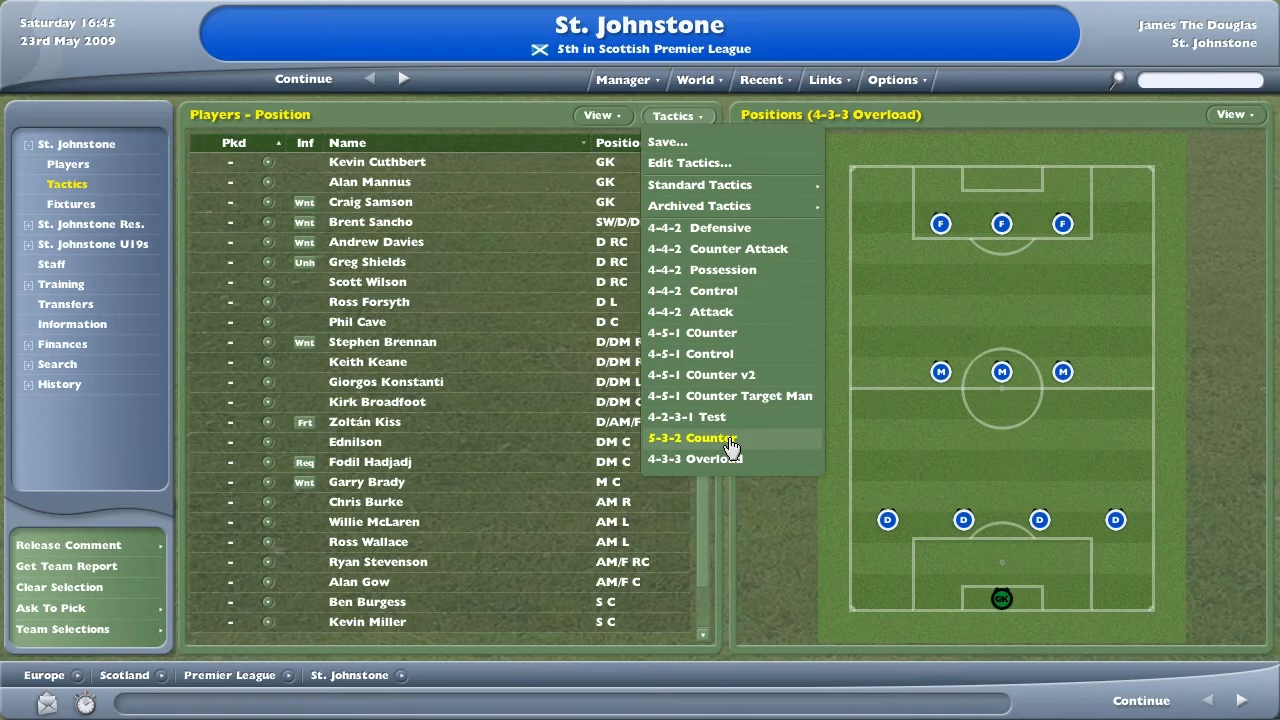 Saturday 16:45
23rd May 2009
St. Johnstone
5th in Scottish Premier League
James The Douglas
St. Johnstone
Continue
Manager
World
Recent
Links
Options
St. Johnstone
Players
Tactics
Fixtures
St. Johnstone Res.
St. Johnstone U19s
Staff
Training
Transfers
Information
Finances
Search
History
Release Comment
Get Team Report
Clear Selection
Ask To Pick
Team Selections
Players - Position
View
Tactics
Pkd Inf Name Positio
- Kevin Cuthbert GK
- Alan Mannus GK
- Wnt Craig Samson GK
- Wnt Brent Sancho SW/D/D
- Wnt Andrew Davies D RC
- Unh Greg Shields D RC
- Scott Wilson D RC
- Ross Forsyth D L
- Phil Cave D C
- Wnt Stephen Brennan D/DM R
- Keith Keane D/DM R
- Giorgos Konstanti D/DM L
- Kirk Broadfoot D/DM C
- Frt Zoltán Kiss D/AM/F
- Ednilson DM C
- Req Fodil Hadjadj DM C
- Wnt Garry Brady M C
- Chris Burke AM R
- Willie McLaren AM L
- Ross Wallace AM L
- Ryan Stevenson AM/F RC
- Alan Gow AM/F C
- Ben Burgess S C
- Kevin Miller S C
Save...
Edit Tactics...
Standard Tactics
Archived Tactics
4-4-2 Defensive
4-4-2 Counter Attack
4-4-2 Possession
4-4-2 Control
4-4-2 Attack
4-5-1 C0unter
4-5-1 Control
4-5-1 C0unter v2
4-5-1 C0unter Target Man
4-2-3-1 Test
5-3-2 Counter
4-3-3 Overload
Positions (4-3-3 Overload)
View
F F F
M M M
D D D D
GK
Europe
Scotland
Premier League
St. Johnstone
Continue